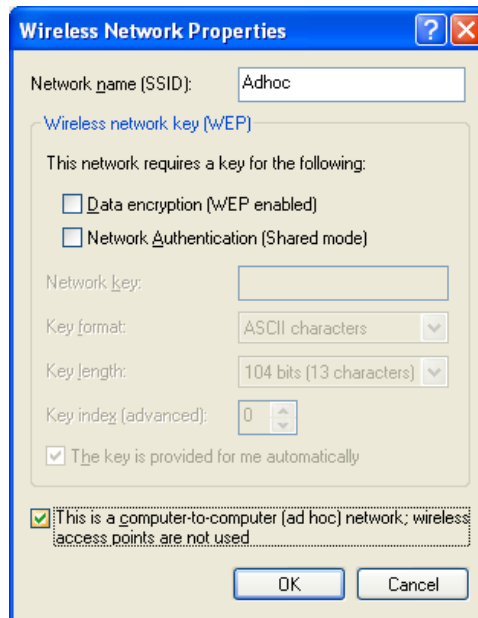 Wireless Network Properties
Network name (SSID): Adhoc
Wireless network key (WEP)
This network requires a key for the following:
Data encryption (WEP enabled)
Network Authentication (Shared mode)
Network key:
Key format: ASCII characters
Key length: 104 bits (13 characters)
Key index (advanced): 0
The key is provided for me automatically
This is a computer-to-computer (ad hoc) network; wireless
access points are not used
OK Cancel